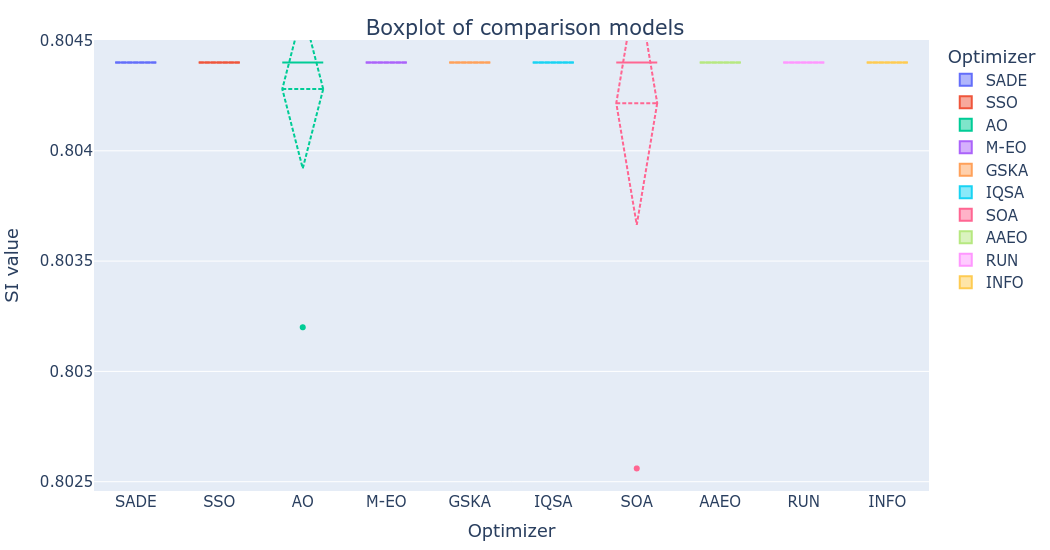 Boxplot of comparison models
SI value
0.8045
0.804
0.8035
0.803
0.8025
SADE
SSO
AO
M-EO
GSKA
IQSA
SOA
AAEO
RUN
INFO
Optimizer
Optimizer
SADE
SSO
AO
M-EO
GSKA
IQSA
SOA
AAEO
RUN
INFO